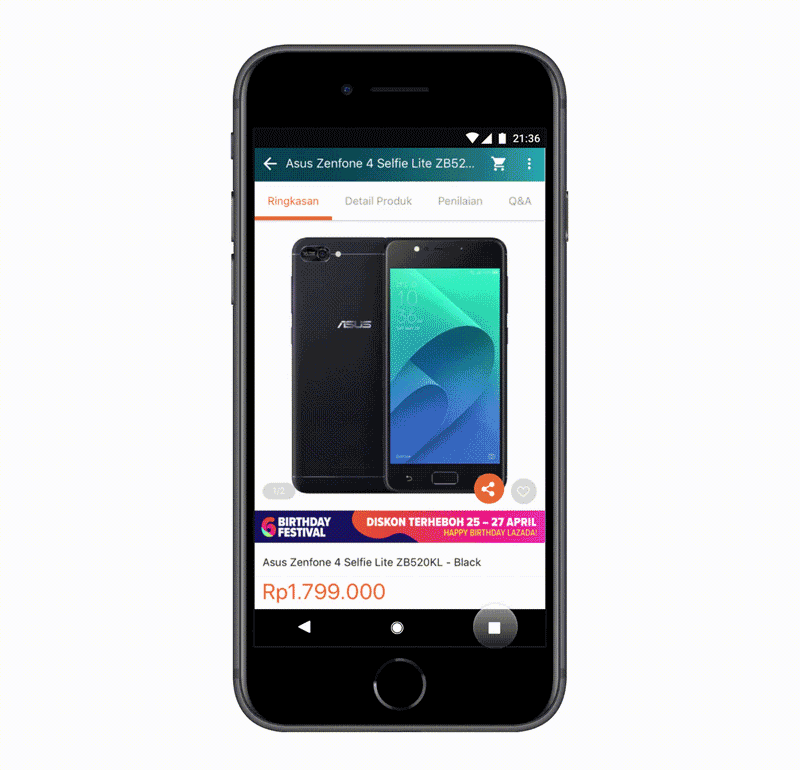 21:36
Asus Zenfone 4 Selfie Lite ZB52...
Ringkasan Detail Produk Penilaian Q&A
10
36
ASUS
1/2
6 BIRTHDAY FESTIVAL
DISKON TERHEBOH 25 – 27 APRIL
HAPPY BIRTHDAY LAZADA!
Asus Zenfone 4 Selfie Lite ZB520KL - Black
Rp1.799.000